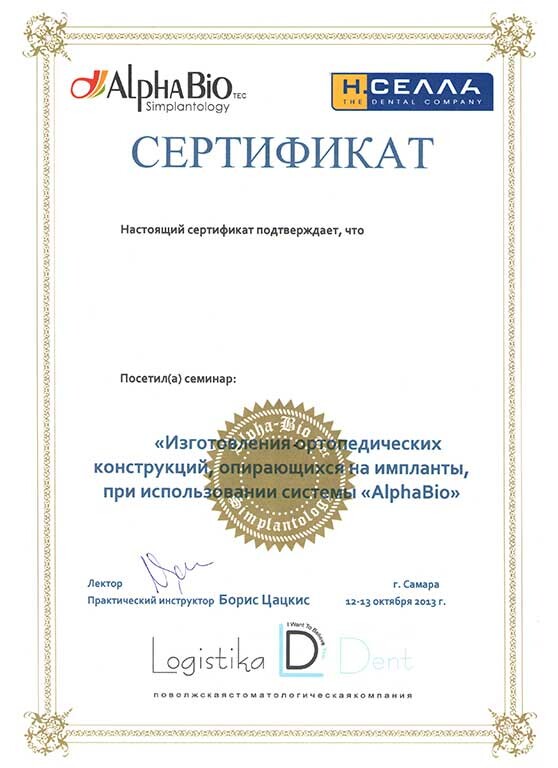 AlphaBio TEC
Simplantology
Н.СЕЛЛА
THE DENTAL COMPANY
СЕРТИФИКАТ
Настоящий сертификат подтверждает, что
Посетил(а) семинар:
Alpha-Bio Tec
«Изготовления ортопедических
конструкций, опирающихся на импланты,
при использовании системы «AlphaBio»
Simplantology
Лектор
г. Самара
Практический инструктор Борис Цацкис
12-13 октября 2013 г.
I Want To Believe You
Logistika LD Dent
поволжскаястоматологическаякомпания